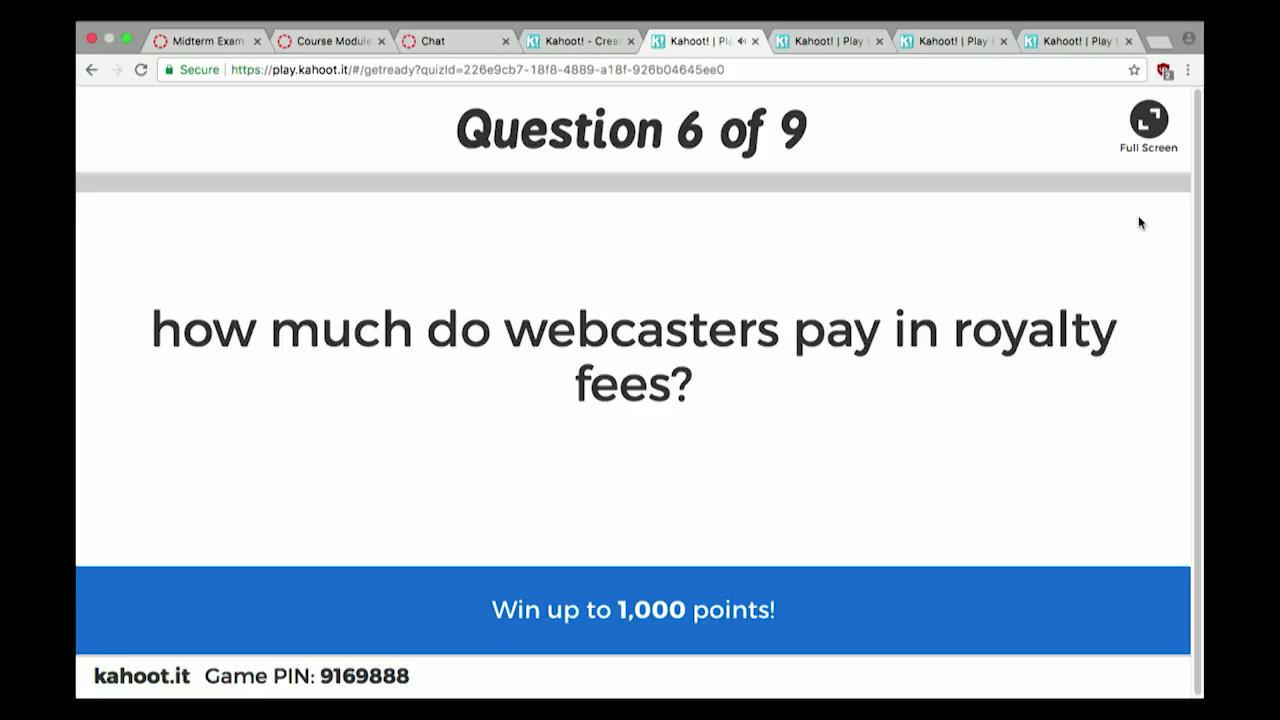 Midterm Exam
Course Module
Chat
Kahoot! - Crea
Kahoot! | Pl
Kahoot! | Play
Kahoot! | Play
Kahoot! | Play
Secure
https://play.kahoot.it/#/getready?quizId=226e9cb7-18f8-4889-a18f-926b04645ee0
2
Question 6 of 9
Full Screen
how much do webcasters pay in royalty
fees?
Win up to 1,000 points!
kahoot.it Game PIN: 9169888